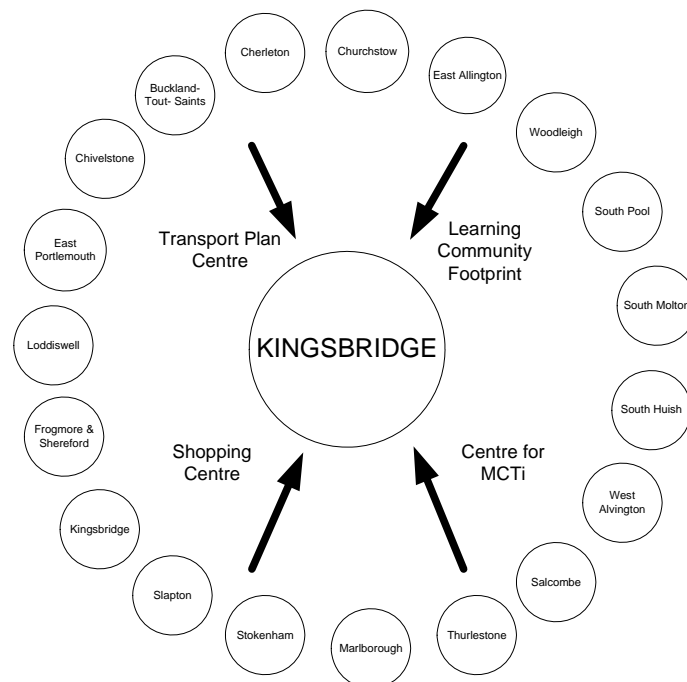 Cherleton
Churchstow
East Allington
Buckland-
Tout- Saints
Woodleigh
Chivelstone
South Pool
East
Portlemouth
Transport Plan
Centre
Learning
Community
Footprint
South Molton
Loddiswell
KINGSBRIDGE
South Huish
Frogmore &
Shereford
Shopping
Centre
Centre for
MCTi
West
Alvington
Kingsbridge
Salcombe
Slapton
Stokenham
Marlborough
Thurlestone